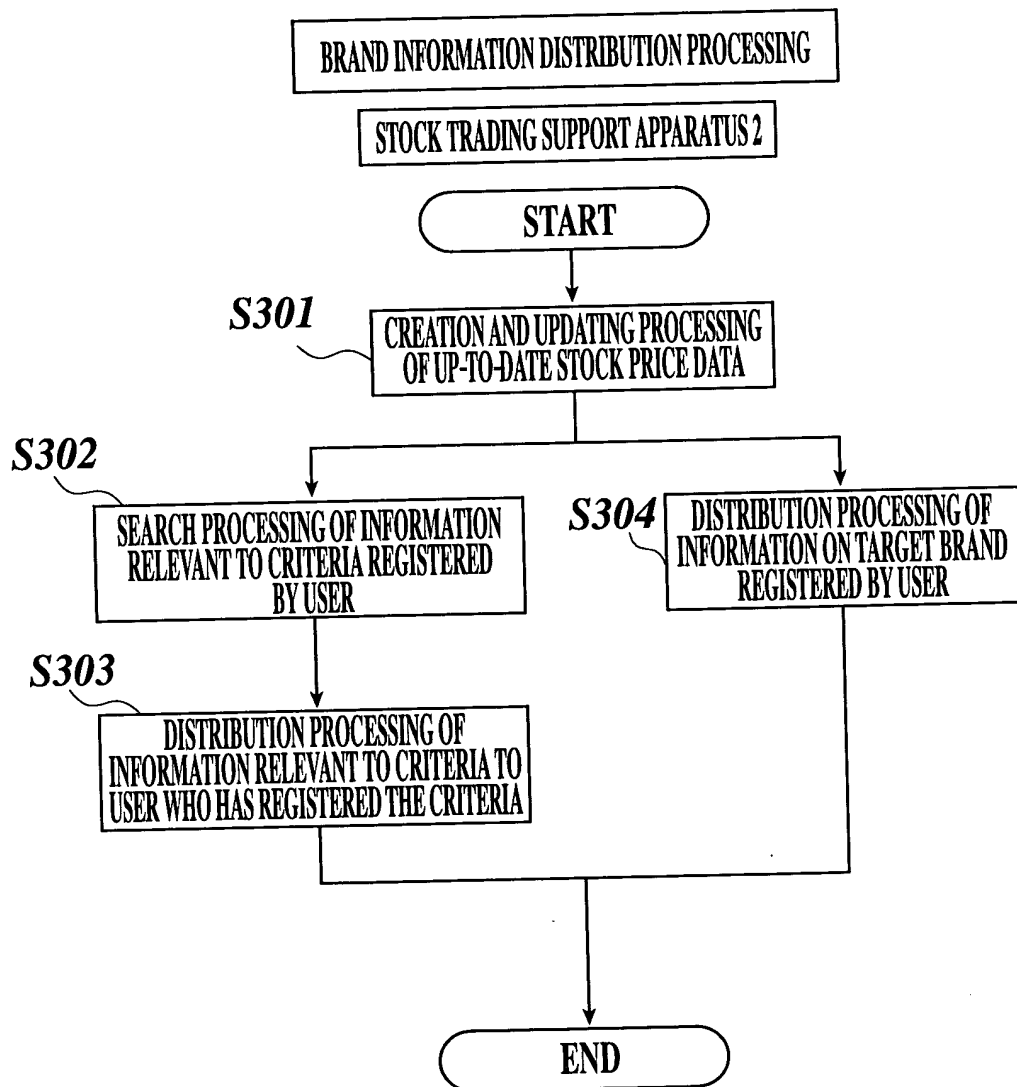 BRAND INFORMATION DISTRIBUTION PROCESSING
STOCK TRADING SUPPORT APPARATUS 2
START
S301
CREATION AND UPDATING PROCESSING
OF UP-TO-DATE STOCK PRICE DATA
S302
SEARCH PROCESSING OF INFORMATION
RELEVANT TO CRITERIA REGISTERED
BY USER
S304
DISTRIBUTION PROCESSING OF
INFORMATION ON TARGET BRAND
REGISTERED BY USER
S303
DISTRIBUTION PROCESSING OF
INFORMATION RELEVANT TO CRITERIA TO
USER WHO HAS REGISTERED THE CRITERIA
END